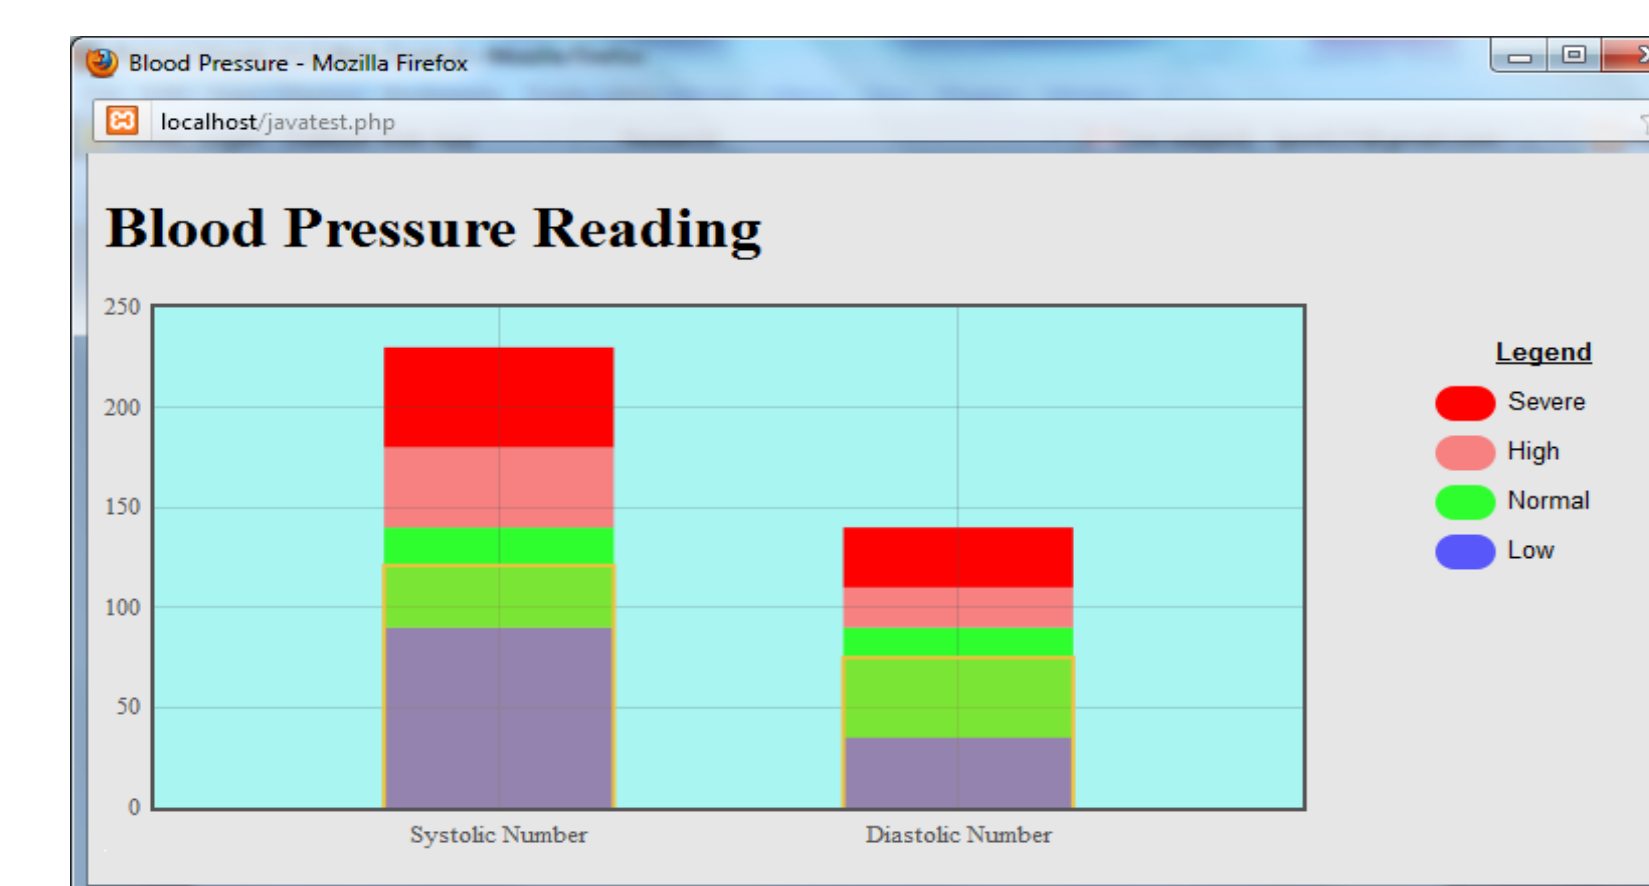 Blood Pressure - Mozilla Firefox
localhost/javatest.php
Blood Pressure Reading
250
200
150
100
50
0
Systolic Number
Diastolic Number
Legend
Severe
High
Normal
Low